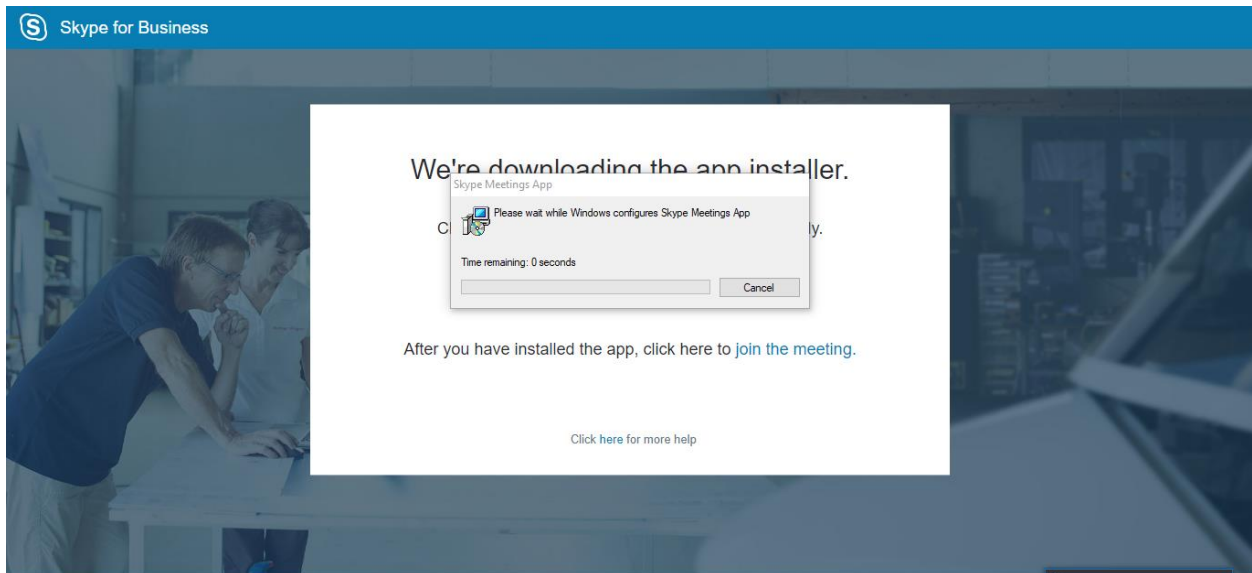 Skype for Business
We're downloading the app installer.
Skype Meetings App
Please wait while Windows configures Skype Meetings App
Time remaining: 0 seconds
Cancel
After you have installed the app, click here to join the meeting.
Click here for more help